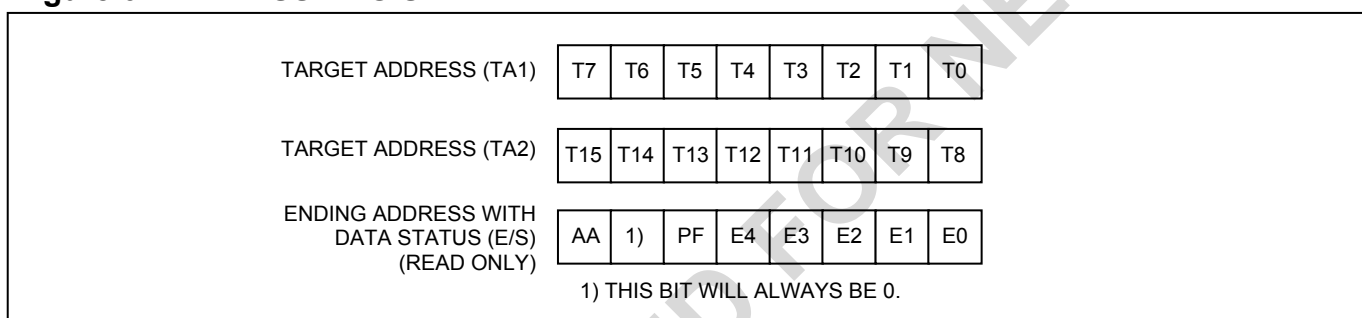 TARGET ADDRESS (TA1) T7 T6 T5 T4 T3 T2 T1 T0
TARGET ADDRESS (TA2) T15 T14 T13 T12 T11 T10 T9 T8
ENDING ADDRESS WITH
DATA STATUS (E/S)
(READ ONLY)
AA 1) PF E4 E3 E2 E1 E0
1) THIS BIT WILL ALWAYS BE 0.